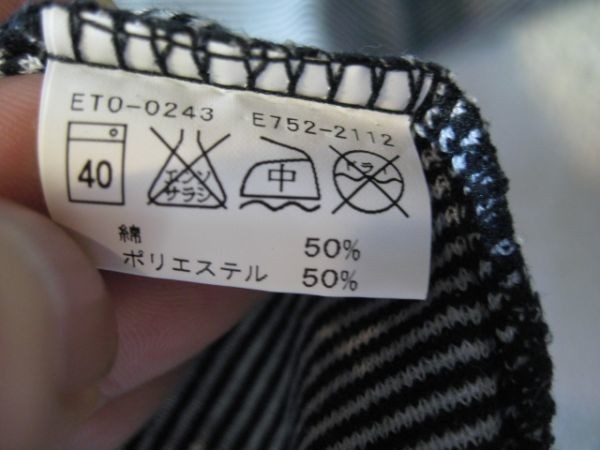 ETO-0243 E752-2112
40 エンソ サラシ 中 ドライ
綿 50%
ポリエステル 50%